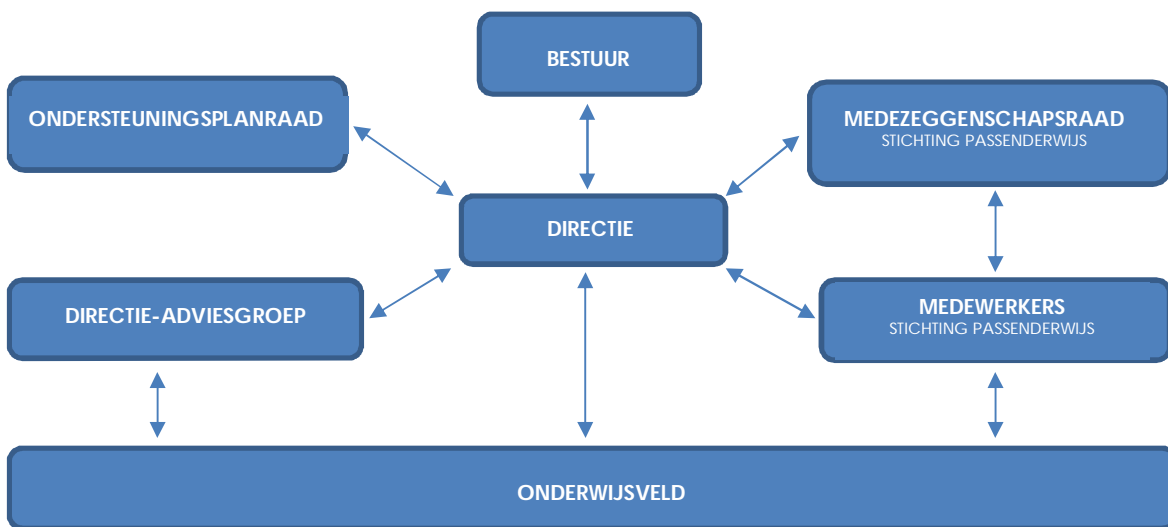 BESTUUR
ONDERSTEUNINGSPLANRAAD
MEDEZEGGENSCHAPSRAAD
STICHTING PASSENDERWIJS
DIRECTIE
DIRECTIE-ADVIESGROEP
MEDEWERKERS
STICHTING PASSENDERWIJS
ONDERWIJSVELD